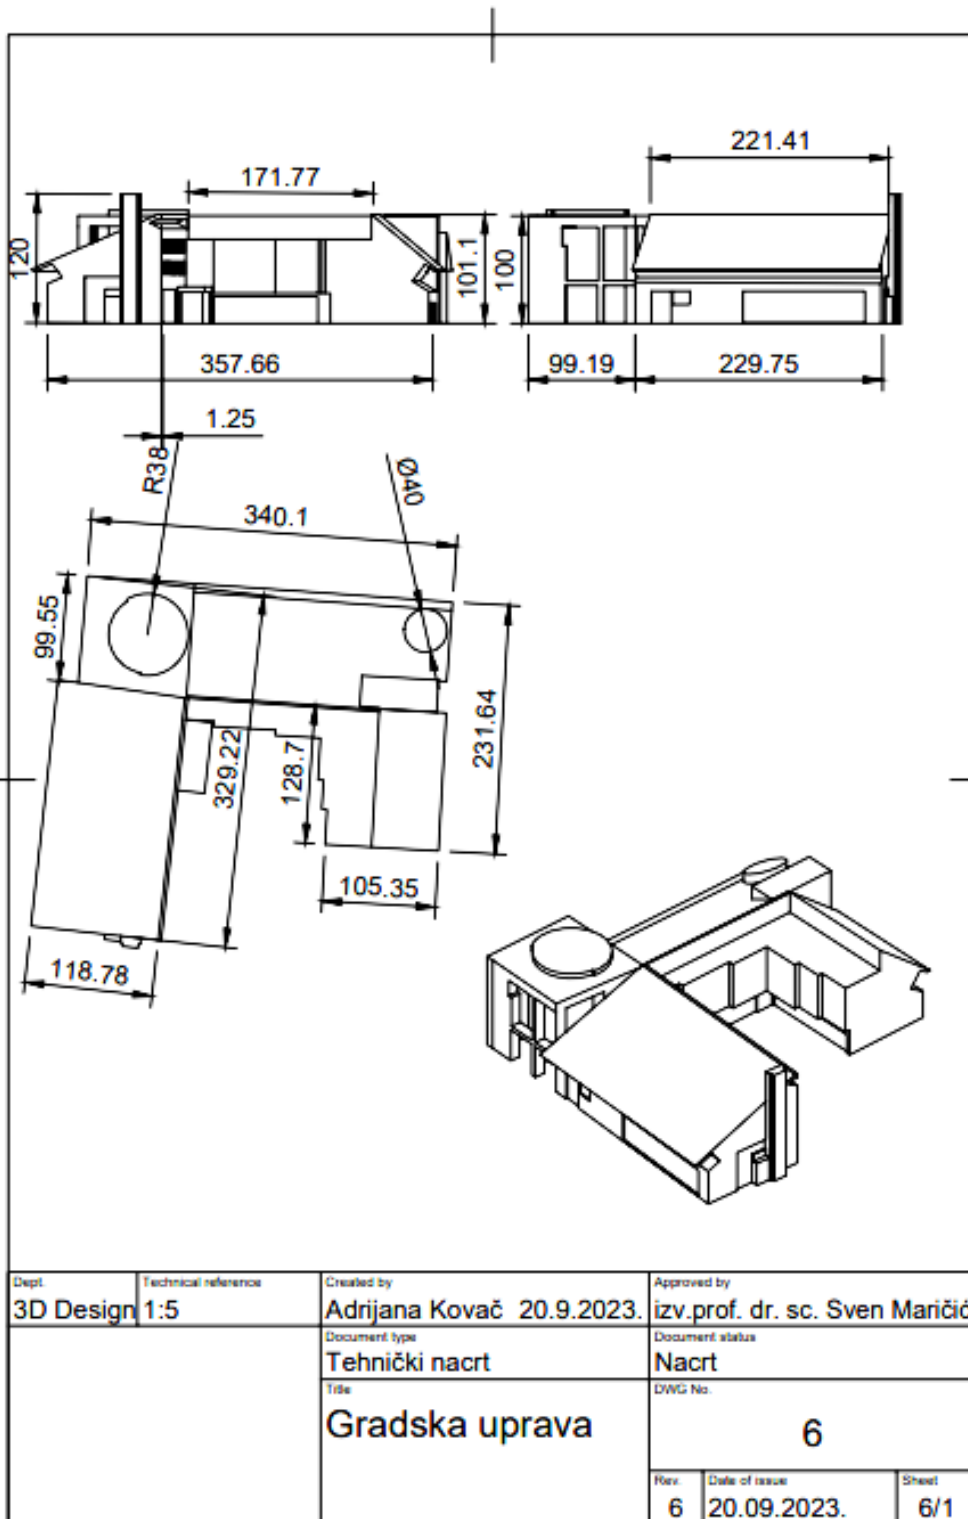 221.41
171.77
120
101.1
100
357.66
99.19
229.75
1.25
R38
Ø40
340.1
99.55
329.22
128.7
231.64
105.35
118.78
Dept.
Technical reference
Created by
Approved by
3D Design
1:5
Adrijana Kovač 20.9.2023.
izv.prof. dr. sc. Sven Maričić
Document type
Document status
Tehnički nacrt
Nacrt
Title
DWG No.
Gradska uprava
6
Rev.
Date of issue
Sheet
6
20.09.2023.
6/1